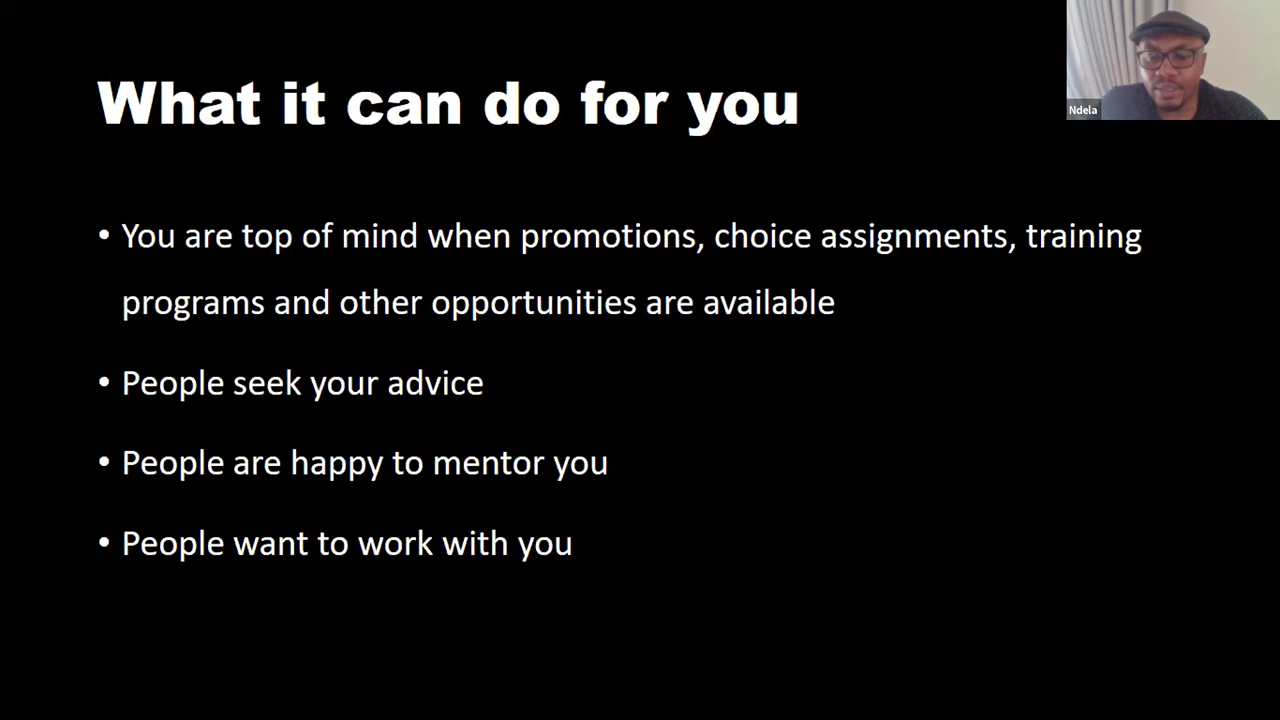 What it can do for you
Ndela
• You are top of mind when promotions, choice assignments, training
programs and other opportunities are available
• People seek your advice
• People are happy to mentor you
• People want to work with you